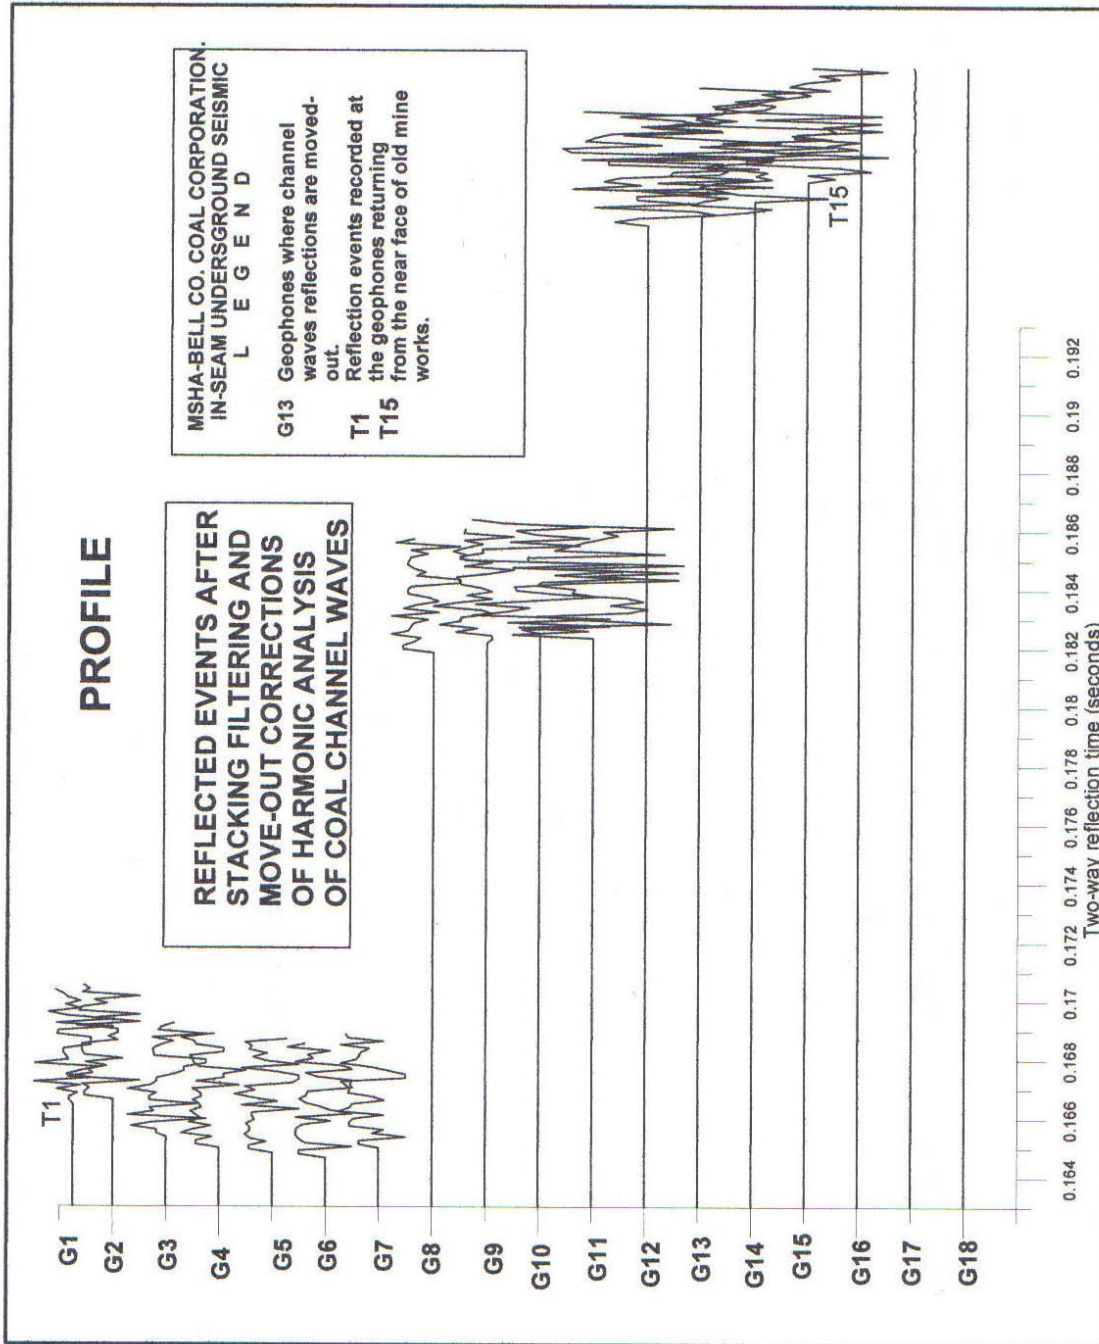 PROFILE
REFLECTED EVENTS AFTER
STACKING FILTERING AND
MOVE-OUT CORRECTIONS
OF HARMONIC ANALYSIS
OF COAL CHANNEL WAVES
MSHA-BELL CO. COAL CORPORATION.
IN-SEAM UNDERSGROUND SEISMIC
L E G E N D
G13 Geophones where channel
waves reflections are moved-
out.
T1 Reflection events recorded at
T15 the geophones returning
from the near face of old mine
works.
T1
T15
G1
G2
G3
G4
G5
G6
G7
G8
G9
G10
G11
G12
G13
G14
G15
G16
G17
G18
0.164 0.166 0.168 0.17 0.172 0.174 0.176 0.178 0.18 0.182 0.184 0.186 0.188 0.19 0.192
Two-way reflection time (seconds)